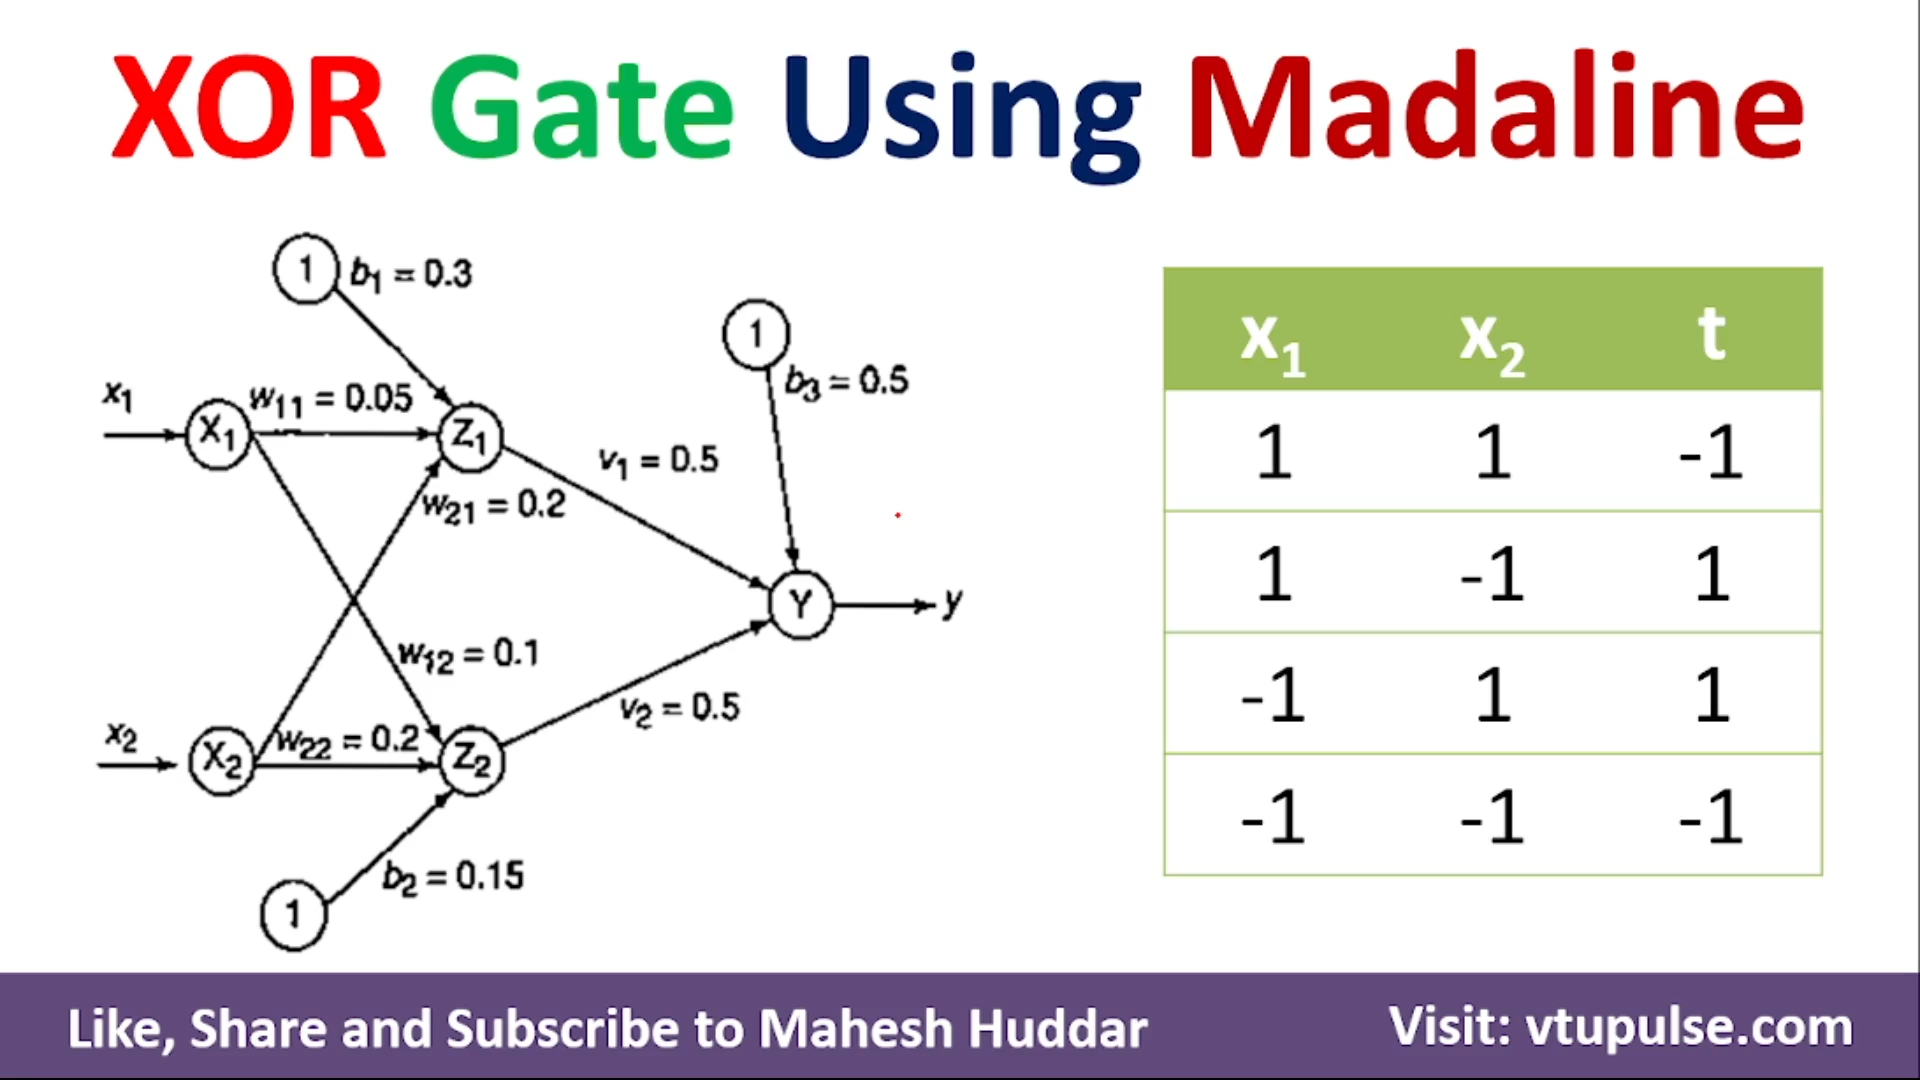 XOR Gate Using Madaline
1 b1 = 0.3
1
b3 = 0.5
x1
w11 = 0.05
X1
Z1
v1 = 0.5
w21 = 0.2
Y
y
w12 = 0.1
v2 = 0.5
x2
w22 = 0.2
X2
Z2
b2 = 0.15
1
x1 x2 t
1 1 -1
1 -1 1
-1 1 1
-1 -1 -1
Like, Share and Subscribe to Mahesh Huddar
Visit: vtupulse.com